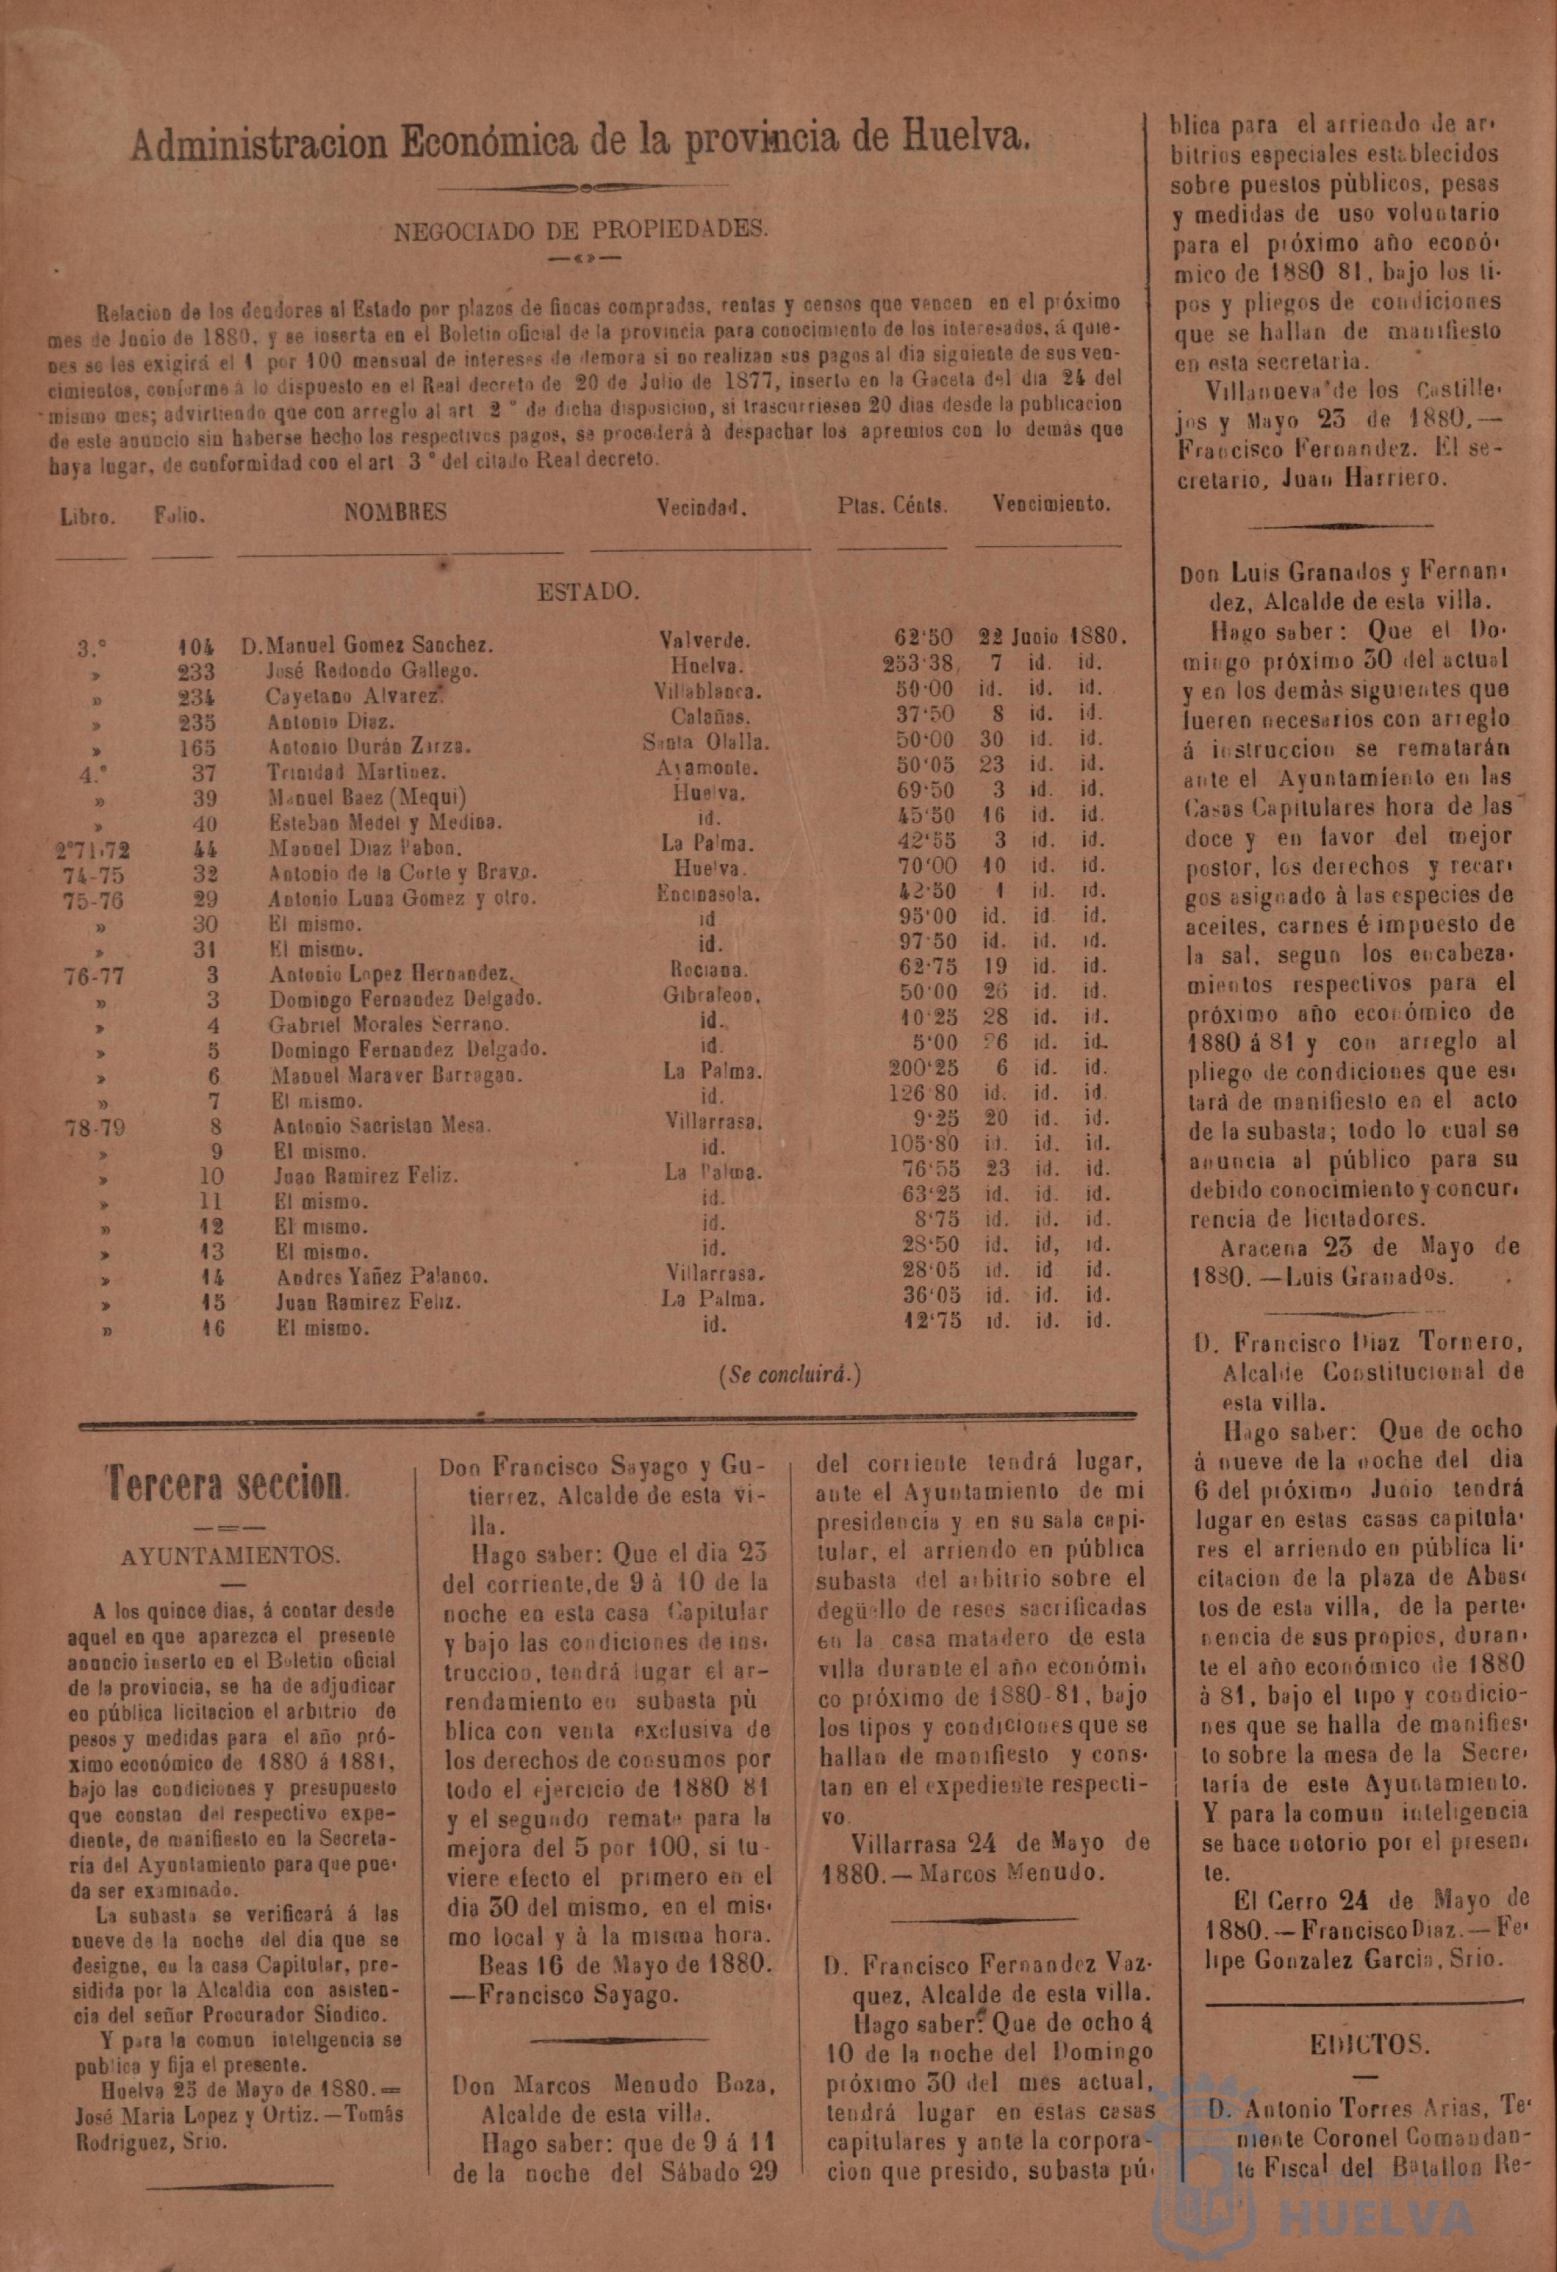 Administracion Económica de la provincia de Huelva.
NEGOCIADO DE PROPIEDADES.
Relacion de los deudores al Estado por plazos de fincas compradas, rentas y censos que vencen en el próximo
mes de Junio de 1880, y se inserta en el Boletin oficial de la provincia para conocimiento de los interesados, á quie-
nes se les exigirá el 1 por 100 mensual de intereses de demora si no realizan sus pagos al dia siguiente de sus ven-
cimientos, conforme á lo dispuesto en el Real decreto de 20 de Julio de 1877, inserto en la Gaceta del dia 24 del
mismo mes; advirtiendo que con arreglo al art 2° de dicha disposicion, si trascurriesen 20 dias desde la publicacion
de este anuncio sin haberse hecho los respectivos pagos, se procederá à despachar los apremios con lo demás que
haya lugar, de conformidad con el art 3° del citado Real decreto.
Libro. Folio. NOMBRES Vecindad. Ptas. Cénts. Vencimiento.
ESTADO.
3.° 104 D. Manuel Gomez Sanchez. Valverde. 62'50 22 Junio 1880.
» 233 José Redondo Gallego. Huelva. 253'38, 7 id. id.
» 234 Cayetano Alvarez. Villablanca. 50'00 id. id. id.
» 235 Antonio Diaz. Calañas. 37'50 8 id. id.
» 165 Antonio Durán Zarza. Santa Olalla. 50'00 30 id. id.
4.° 37 Trinidad Martinez. Ayamonte. 50'05 23 id. id.
» 39 Manuel Baez (Mequi) Huelva. 69'50 3 id. id.
» 40 Esteban Medel y Medina. id. 45'50 16 id. id.
2°71-72 44 Manuel Diaz Pabon. La Palma. 42'55 3 id. id.
74-75 32 Antonio de la Corte y Bravo. Huelva. 70'00 10 id. id.
75-76 29 Antonio Luna Gomez y otro. Encinasola. 42'50 1 id. id.
» 30 El mismo. id 95'00 id. id. id.
» 31 El mismo. id. 97'50 id. id. id.
76-77 3 Antonio Lopez Hernandez. Rociana. 62'75 19 id. id.
» 3 Domingo Fernandez Delgado. Gibraleon, 50'00 26 id. id.
» 4 Gabriel Morales Serrano. id. 10'25 28 id. id.
» 5 Domingo Fernandez Delgado. id. 5'00 26 id. id.
» 6 Manuel Maraver Barragan. La Palma. 200'25 6 id. id.
» 7 El mismo. id. 126'80 id. id. id.
78-79 8 Antonio Sacristan Mesa. Villarrasa. 9'25 20 id. id.
» 9 El mismo. id. 105'80 id. id. id.
» 10 Juan Ramirez Feliz. La Palma. 76'55 23 id. id.
» 11 El mismo. id. 63'25 id. id. id.
» 12 El mismo. id. 8'75 id. id. id.
» 13 El mismo. id. 28'50 id. id, id.
» 14 Andres Yañez Palanco. Villarrasa. 28'05 id. id id.
» 15 Juan Ramirez Feliz. La Palma. 36'05 id. id. id.
» 16 El mismo. id. 12'75 id. id. id.
(Se concluirá.)
Tercera seccion.
AYUNTAMIENTOS.
A los quince dias, á contar desde
aquel en que aparezca el presente
anuncio inserto en el Boletin oficial
de la provincia, se ha de adjudicar
en pública licitacion el arbitrio de
pesos y medidas para el año pró-
ximo económico de 1880 á 1881,
bajo las condiciones y presupuesto
que constan del respectivo expe-
diente, de manifiesto en la Secreta-
ría del Ayuntamiento para que pue-
da ser examinado.
La subasta se verificará á las
nueve de la noche del dia que se
designe, en la casa Capitular, pre-
sidida por la Alcaldia con asisten-
cia del señor Procurador Síndico.
Y para la comun inteligencia se
publica y fija el presente.
Huelva 25 de Mayo de 1880.=
José Maria Lopez y Ortiz.—Tomás
Rodriguez, Srio.
Don Francisco Sayago y Gu-
tierrez, Alcalde de esta vi-
lla.
Hago saber: Que el dia 23
del corriente, de 9 à 10 de la
noche en esta casa Capitular
y bajo las condiciones de ins-
truccion, tendrá lugar el ar-
rendamiento en subasta pù
blica con venta exclusiva de
los derechos de consumos por
todo el ejercicio de 1880 81
y el segundo remate para la
mejora del 5 por 100, si tu-
viere efecto el primero en el
dia 30 del mismo, en el mis-
mo local y à la misma hora.
Beas 16 de Mayo de 1880.
—Francisco Sayago.
Don Marcos Menudo Boza,
Alcalde de esta villa.
Hago saber: que de 9 á 11
de la noche del Sábado 29
del corriente tendrá lugar,
ante el Ayuntamiento de mi
presidencia y en su sala capi-
tular, el arriendo en pública
subasta del arbitrio sobre el
degüello de reses sacrificadas
en la casa matadero de esta
villa durante el año económi-
co próximo de 1880-81, bajo
los tipos y condiciones que se
hallan de manifiesto y cons-
tan en el expediente respecti-
vo.
Villarrasa 24 de Mayo de
1880.—Marcos Menudo.
D. Francisco Fernandez Vaz-
quez, Alcalde de esta villa.
Hago saber: Que de ocho á
10 de la noche del Domingo
próximo 30 del mes actual,
tendrá lugar en estas casas
capitulares y ante la corpora-
cion que presido, subasta pú-
blica para el arriendo de ar-
bitrios especiales establecidos
sobre puestos pùblicos, pesas
y medidas de uso voluntario
para el próximo año econó-
mico de 1880 81, bajo los ti-
pos y pliegos de condiciones
que se hallan de manifiesto
en esta secretaria.
Villanueva de los Castille-
jos y Mayo 23 de 1880.—
Francisco Fernandez. El se-
cretario, Juan Harriero.
Don Luis Granados y Fernan-
dez, Alcalde de esta villa.
Hago saber: Que el Do-
mingo próximo 30 del actual
y en los demàs siguientes que
fueren necesarios con arreglo
á instruccion se rematarán
ante el Ayuntamiento en las
Casas Capitulares hora de las
doce y en favor del mejor
postor, los derechos y recar-
gos asignado à las especies de
aceites, carnes é impuesto de
la sal, segun los encabeza-
mientos respectivos para el
próximo año económico de
1880 á 81 y con arreglo al
pliego de condiciones que es-
tará de manifiesto en el acto
de la subasta; todo lo cual se
anuncia al público para su
debido conocimiento y concur-
rencia de licitadores.
Aracena 23 de Mayo de
1880.—Luis Granados.
D. Francisco Diaz Tornero,
Alcalde Constitucional de
esta villa.
Hago saber: Que de ocho
à nueve de la noche del dia
6 del próximo Junio tendrá
lugar en estas casas capitula-
res el arriendo en pública li-
citacion de la plaza de Abas-
tos de esta villa, de la perte-
nencia de sus propios, duran-
te el año económico de 1880
à 81, bajo el tipo y condicio-
nes que se halla de manifies-
to sobre la mesa de la Secre-
taría de este Ayuntamiento.
Y para la comun inteligencia
se hace notorio por el presen-
te.
El Cerro 24 de Mayo de
1880.—Francisco Diaz.—Fe-
lipe Gonzalez Garcia, Srio.
EDICTOS.
D. Antonio Torres Arias, Te-
niente Coronel Comandan-
te Fiscal del Batallon Re-
HUELVA